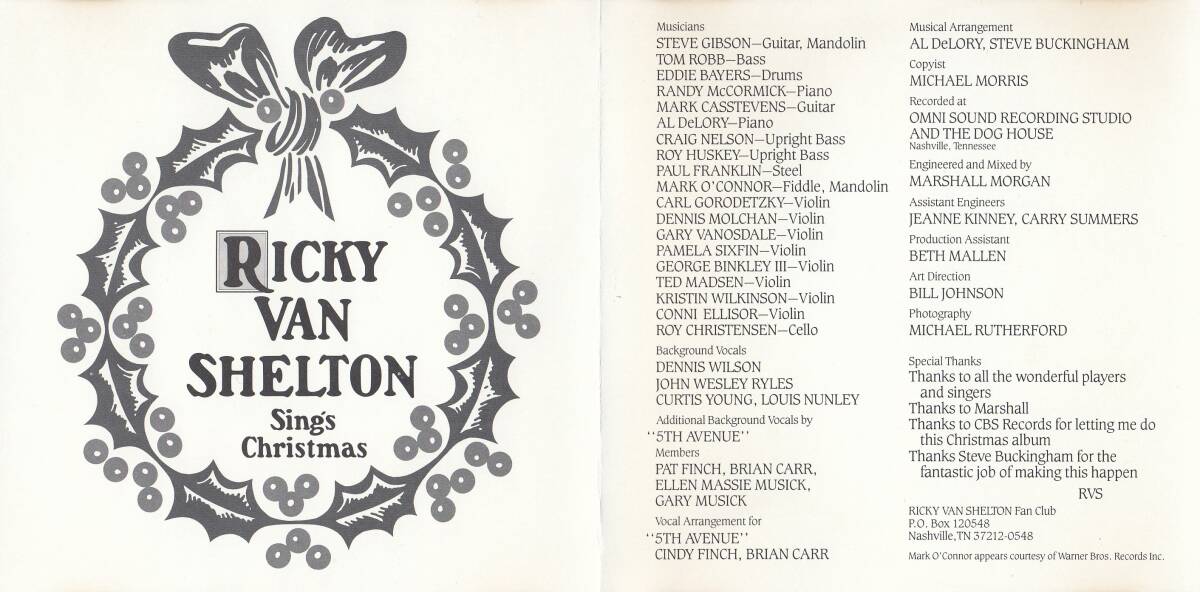 RICKY
VAN
SHELTON
Sings
Christmas
Musicians
STEVE GIBSON—Guitar, Mandolin
TOM ROBB—Bass
EDDIE BAYERS—Drums
RANDY McCORMICK—Piano
MARK CASSTEVENS—Guitar
AL DeLORY—Piano
CRAIG NELSON—Upright Bass
ROY HUSKEY—Upright Bass
PAUL FRANKLIN—Steel
MARK O'CONNOR—Fiddle, Mandolin
CARL GORODETZKY—Violin
DENNIS MOLCHAN—Violin
GARY VANOSDALE—Violin
PAMELA SIXFIN—Violin
GEORGE BINKLEY III—Violin
TED MADSEN—Violin
KRISTIN WILKINSON—Violin
CONNI ELLISOR—Violin
ROY CHRISTENSEN—Cello
Background Vocals
DENNIS WILSON
JOHN WESLEY RYLES
CURTIS YOUNG, LOUIS NUNLEY
Additional Background Vocals by
"5TH AVENUE"
Members
PAT FINCH, BRIAN CARR,
ELLEN MASSIE MUSICK,
GARY MUSICK
Vocal Arrangement for
"5TH AVENUE"
CINDY FINCH, BRIAN CARR
Musical Arrangement
AL DeLORY, STEVE BUCKINGHAM
Copyist
MICHAEL MORRIS
Recorded at
OMNI SOUND RECORDING STUDIO
AND THE DOG HOUSE
Nashville, Tennessee
Engineered and Mixed by
MARSHALL MORGAN
Assistant Engineers
JEANNE KINNEY, CARRY SUMMERS
Production Assistant
BETH MALLEN
Art Direction
BILL JOHNSON
Photography
MICHAEL RUTHERFORD
Special Thanks
Thanks to all the wonderful players
and singers
Thanks to Marshall
Thanks to CBS Records for letting me do
this Christmas album
Thanks Steve Buckingham for the
fantastic job of making this happen
RVS
RICKY VAN SHELTON Fan Club
P.O. Box 120548
Nashville, TN 37212-0548
Mark O'Connor appears courtesy of Warner Bros. Records Inc.